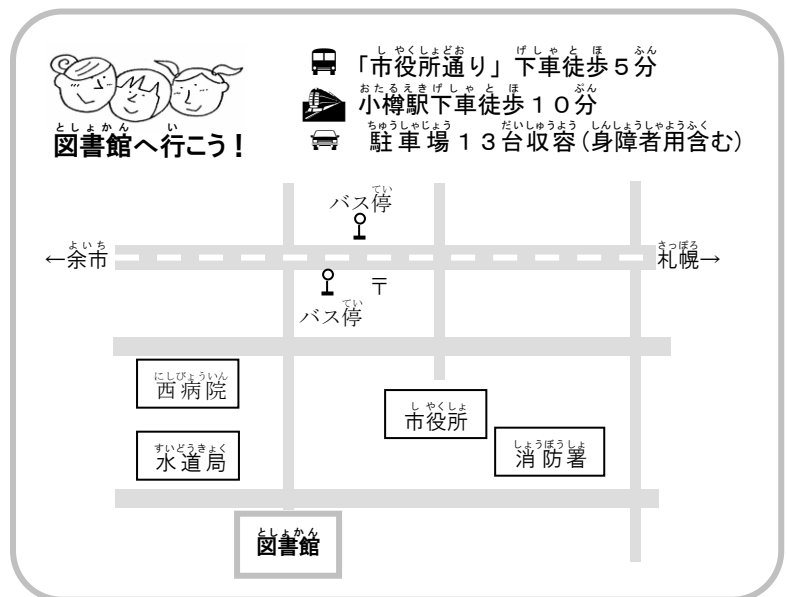 「市役所通り」下車徒歩5分
小樽駅下車徒歩10分
駐車場13台収容(身障者用含む)
図書館へ行こう!
バス停
←余市
札幌→
〒
バス停
西病院
市役所
水道局
消防署
図書館